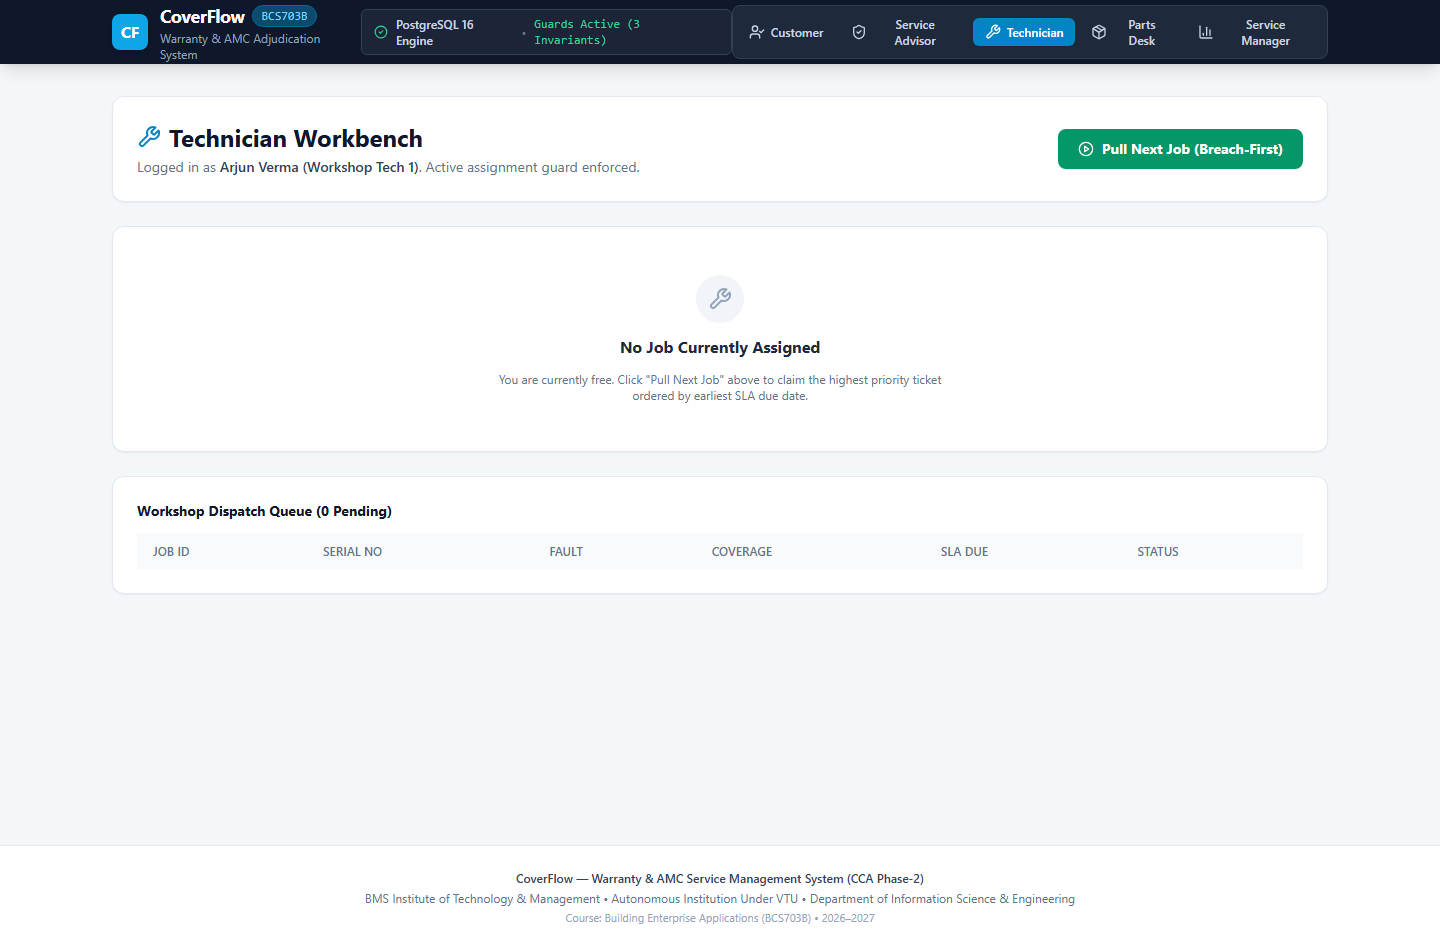 CF
CoverFlow BCS703B
Warranty & AMC Adjudication
System
PostgreSQL 16
Engine
•
Guards Active (3
Invariants)
Customer
Service
Advisor
Technician
Parts
Desk
Service
Manager
Technician Workbench
Logged in as Arjun Verma (Workshop Tech 1). Active assignment guard enforced.
Pull Next Job (Breach-First)
No Job Currently Assigned
You are currently free. Click "Pull Next Job" above to claim the highest priority ticket
ordered by earliest SLA due date.
Workshop Dispatch Queue (0 Pending)
JOB ID SERIAL NO FAULT COVERAGE SLA DUE STATUS
CoverFlow — Warranty & AMC Service Management System (CCA Phase-2)
BMS Institute of Technology & Management • Autonomous Institution Under VTU • Department of Information Science & Engineering
Course: Building Enterprise Applications (BCS703B) • 2026–2027